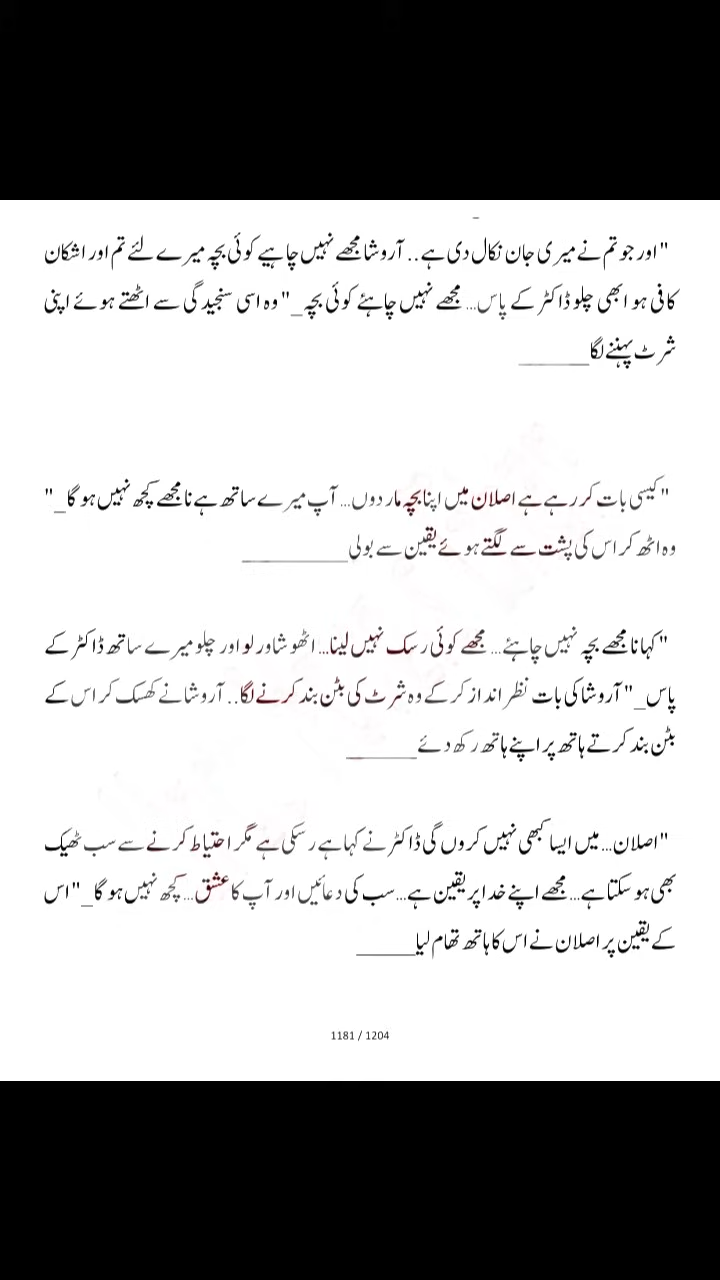 "اور جو تم نے میری جان نکال دی ہے.. آروشا مجھے نہیں چاہیے کوئی بچہ میرے لئے تم اور اشکان
کافی ہو ابھی چلو ڈاکٹر کے پاس... مجھے نہیں چاہئے کوئی بچہ_" وہ اسی سنجیدگی سے اٹھتے ہوئے اپنی
شرٹ پہننے لگا______
"کیسی بات کر رہے ہے اصلان میں اپنا بچہ مار دوں... آپ میرے ساتھ ہے نا مجھے کچھ نہیں ہو گا_"
وہ اٹھ کر اس کی پشت سے لگتے ہوئے یقین سے بولی_________
"کہا نا مجھے بچہ نہیں چاہئے... مجھے کوئی رسک نہیں لینا... اٹھو شاور لو اور چلو میرے ساتھ ڈاکٹر کے
پاس_" آروشا کی بات نظر انداز کر کے وہ شرٹ کی بٹن بند کرنے لگا.. آروشا نے کھسک کر اس کے
بٹن بند کرتے ہاتھ پر اپنے ہاتھ رکھ دئے______
"اصلان... میں ایسا کبھی نہیں کروں گی ڈاکٹر نے کہا ہے رسکی ہے مگر احتیاط کرنے سے سب ٹھیک
بھی ہو سکتا ہے... مجھے اپنے خدا پر یقین ہے... سب کی دعائیں اور آپ کا عشق... کچھ نہیں ہو گا_" اس
کے یقین پر اصلان نے اس کا ہاتھ تھام لیا_____
1181 / 1204